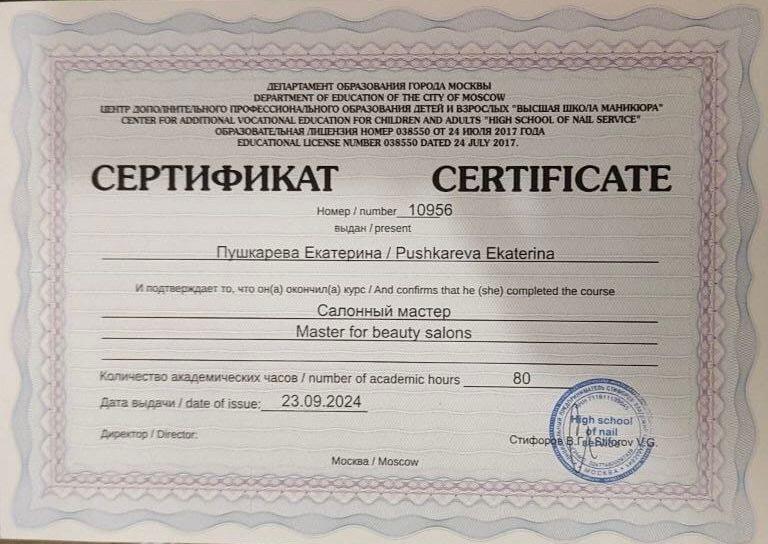 ДЕПАРТАМЕНТ ОБРАЗОВАНИЯ ГОРОДА МОСКВЫ
DEPARTMENT OF EDUCATION OF THE CITY OF MOSCOW
ЦЕНТР ДОПОЛНИТЕЛЬНОГО ПРОФЕССИОНАЛЬНОГО ОБРАЗОВАНИЯ ДЕТЕЙ И ВЗРОСЛЫХ "ВЫСШАЯ ШКОЛА МАНИКЮРА"
CENTER FOR ADDITIONAL VOCATIONAL EDUCATION FOR CHILDREN AND ADULTS "HIGH SCHOOL OF NAIL SERVICE"
ОБРАЗОВАТЕЛЬНАЯ ЛИЦЕНЗИЯ НОМЕР 038550 ОТ 24 ИЮЛЯ 2017 ГОДА
EDUCATIONAL LICENSE NUMBER 038550 DATED 24 JULY 2017.
СЕРТИФИКАТ CERTIFICATE
Номер / number 10956
выдан / present
Пушкарева Екатерина / Pushkareva Ekaterina
И подтверждает то, что он(а) окончил(а) курс / And confirms that he (she) completed the course
Салонный мастер
Master for beauty salons
Количество академических часов / number of academic hours 80
Дата выдачи / date of issue: 23.09.2024
Директор / Director:
Стифоров В.Г. / Stiforov V.G.
High school
of nail
МОСКВА
Москва / Moscow